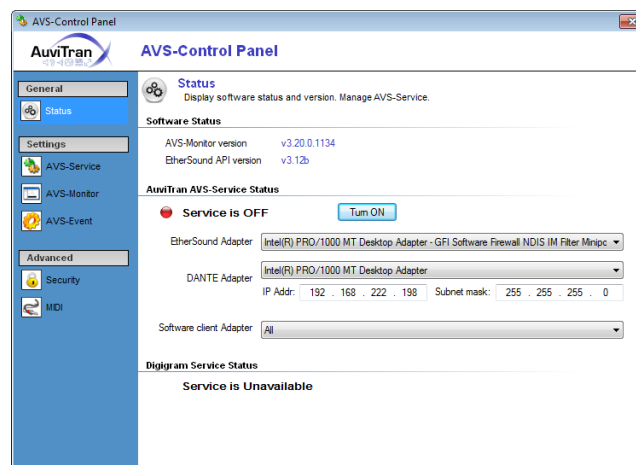 AVS-Control Panel
AuviTran
AVS-Control Panel
General
Status
Settings
AVS-Service
AVS-Monitor
AVS-Event
Advanced
Security
MIDI
Status
Display software status and version. Manage AVS-Service.
Software Status
AVS-Monitor version v3.20.0.1134
EtherSound API version v3.12b
AuviTran AVS-Service Status
Service is OFF Turn ON
EtherSound Adapter Intel(R) PRO/1000 MT Desktop Adapter - GFI Software Firewall NDIS IM Filter Minipc
DANTE Adapter Intel(R) PRO/1000 MT Desktop Adapter
IP Addr: 192 . 168 . 222 . 198 Subnet mask: 255 . 255 . 255 . 0
Software client Adapter All
Digigram Service Status
Service is Unavailable